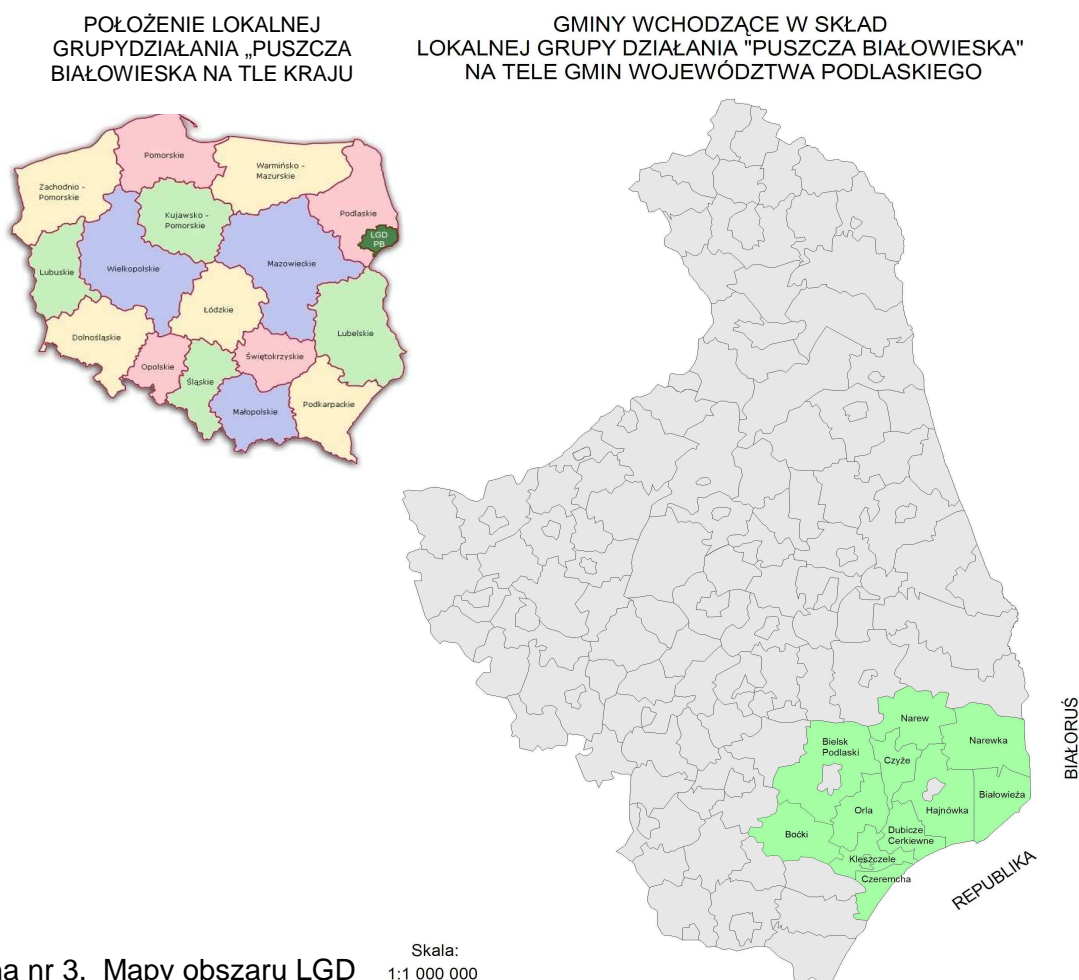 POŁOŻENIE LOKALNEJ
GRUPYDZIAŁANIA „PUSZCZA
BIAŁOWIESKA NA TLE KRAJU
GMINY WCHODZĄCE W SKŁAD
LOKALNEJ GRUPY DZIAŁANIA "PUSZCZA BIAŁOWIESKA"
NA TELE GMIN WOJEWÓDZTWA PODLASKIEGO
Pomorskie
Warmińsko -
Mazurskie
Zachodnio -
Pomorskie
Kujawsko -
Pomorskie
Podlaskie
LGD
PB
Lubuskie
Wielkopolskie
Mazowieckie
Łódzkie
Dolnośląskie
Lubelskie
Opolskie
Śląskie
Świętokrzyskie
Małopolskie
Podkarpackie
Narew
Narewka
Bielsk
Podlaski
Czyże
Białowieża
Orla
Hajnówka
Boćki
Dubicze
Cerkiewne
Kleszczele
Czeremcha
BIAŁORUŚ
REPUBLIKA
na nr 3. Mapy obszaru LGD
Skala:
1:1 000 000